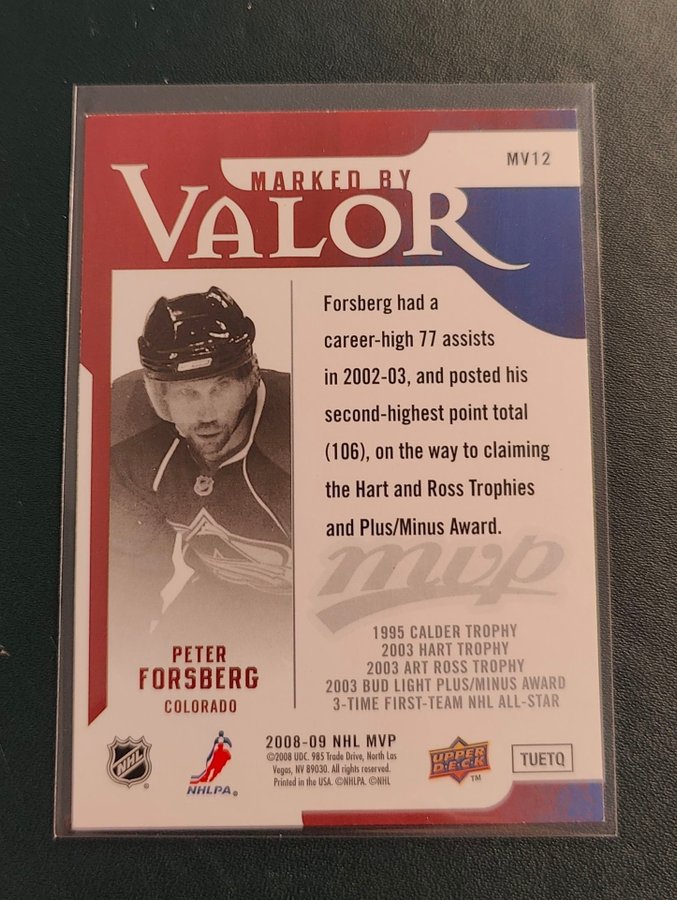 MV12
MARKED BY
VALOR
Forsberg had a
career-high 77 assists
in 2002-03, and posted his
second-highest point total
(106), on the way to claiming
the Hart and Ross Trophies
and Plus/Minus Award.
mvp
1995 CALDER TROPHY
2003 HART TROPHY
2003 ART ROSS TROPHY
2003 BUD LIGHT PLUS/MINUS AWARD
3-TIME FIRST-TEAM NHL ALL-STAR
PETER
FORSBERG
COLORADO
NHL
NHLPA®
2008-09 NHL MVP
©2008 UDC. 985 Trade Drive, North Las
Vegas, NV 89030. All rights reserved.
Printed in the USA. ©NHLPA. ©NHL
UPPER
DECK
TM
TUETQ